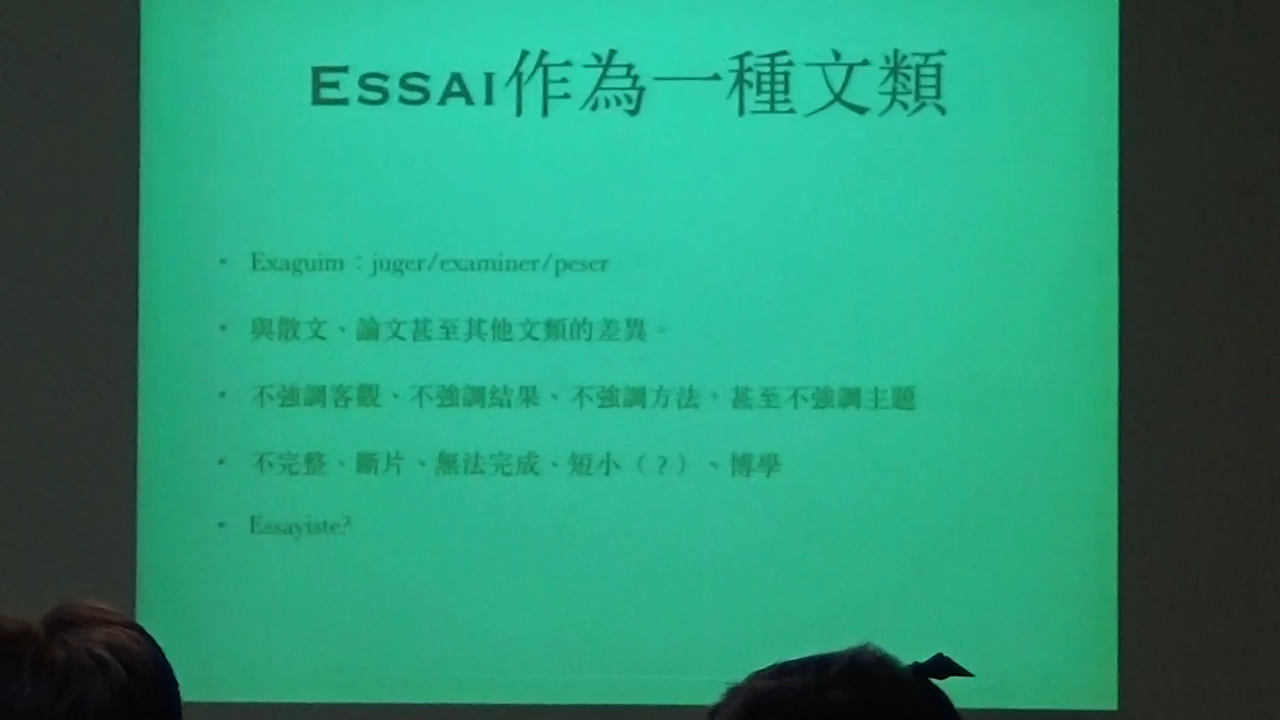 ESSAI作為一種文類
• Exaguim：juger/examiner/peser
• 與散文、論文甚至其他文類的差異。
• 不強調客觀、不強調結果、不強調方法，甚至不強調主題
• 不完整、斷片、無法完成、短小（？）、博學
• Essayiste?